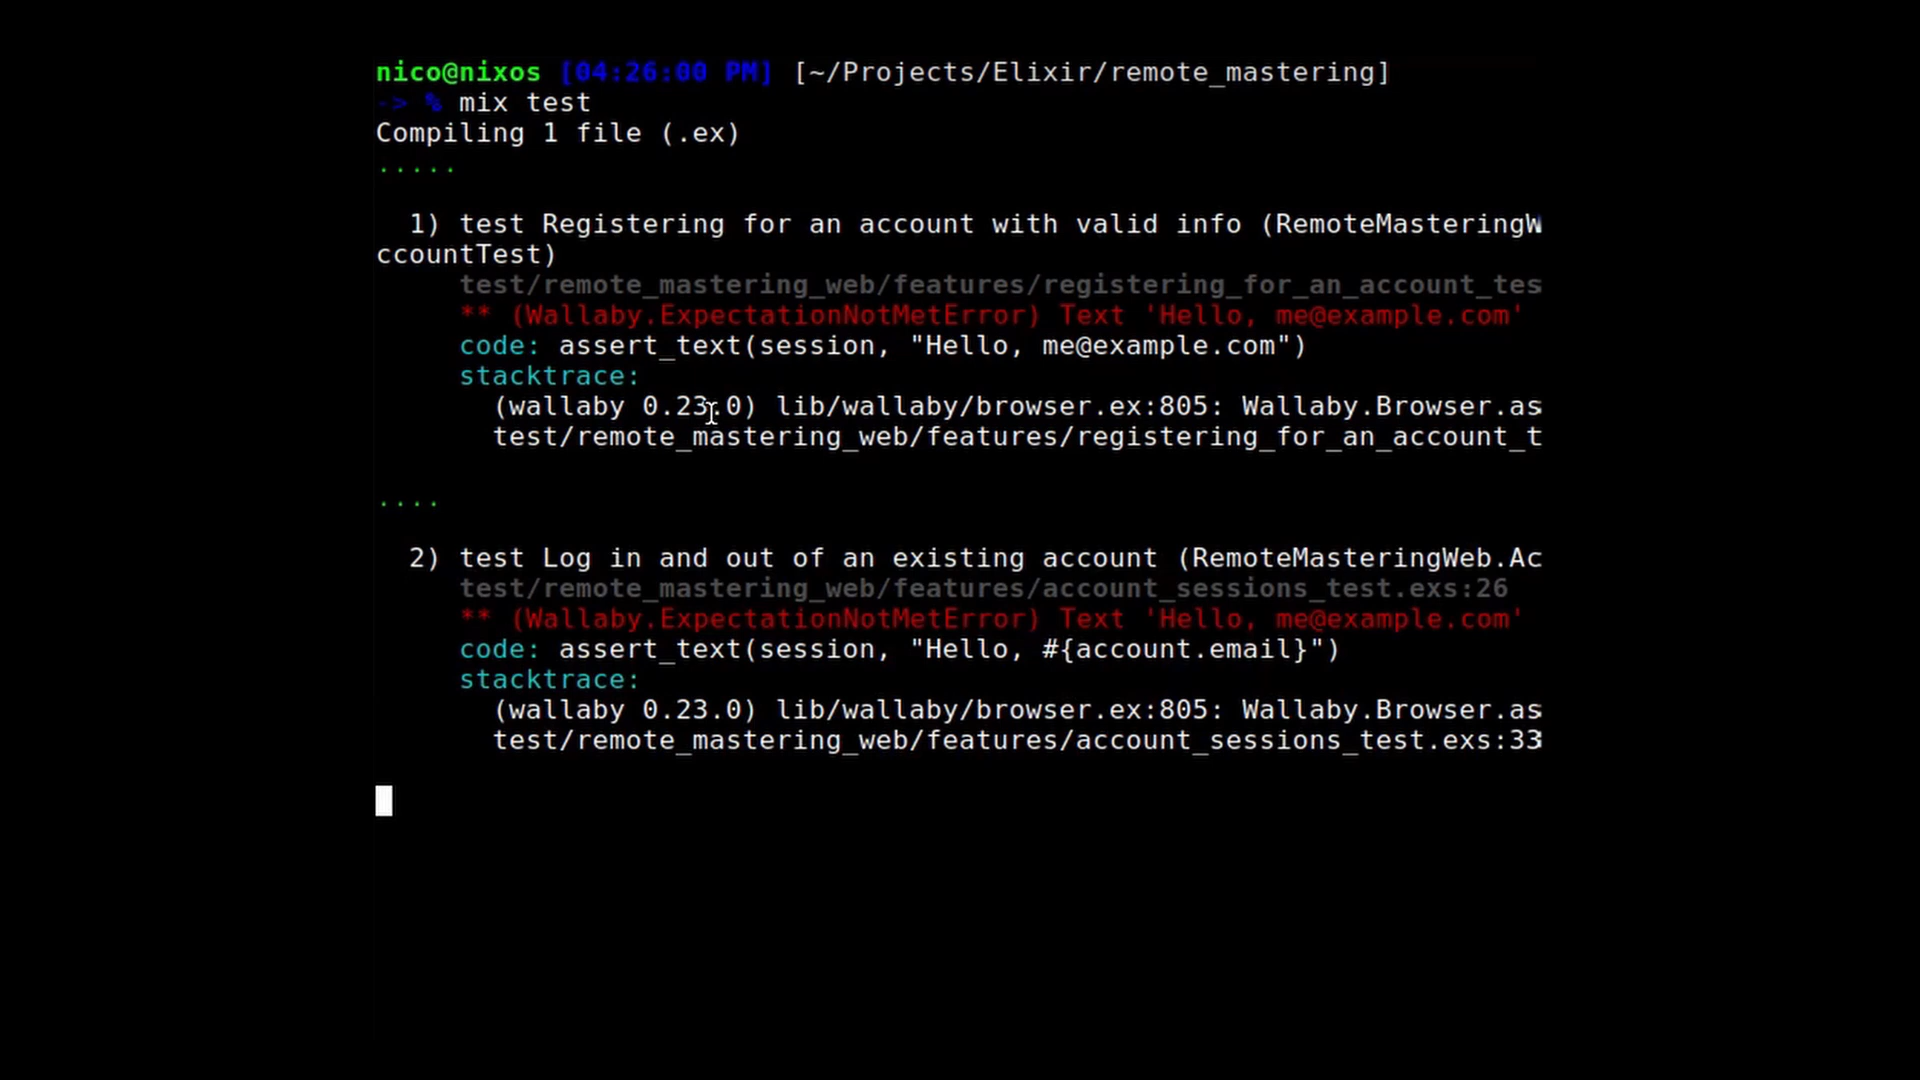 nico@nixos [04:26:00 PM] [~/Projects/Elixir/remote_mastering]
-> % mix test
Compiling 1 file (.ex)
.....
1) test Registering for an account with valid info (RemoteMasteringW
ccountTest)
test/remote_mastering_web/features/registering_for_an_account_tes
** (Wallaby.ExpectationNotMetError) Text 'Hello, me@example.com'
code: assert_text(session, "Hello, me@example.com")
stacktrace:
(wallaby 0.23.0) lib/wallaby/browser.ex:805: Wallaby.Browser.as
test/remote_mastering_web/features/registering_for_an_account_t
....
2) test Log in and out of an existing account (RemoteMasteringWeb.Ac
test/remote_mastering_web/features/account_sessions_test.exs:26
** (Wallaby.ExpectationNotMetError) Text 'Hello, me@example.com'
code: assert_text(session, "Hello, #{account.email}")
stacktrace:
(wallaby 0.23.0) lib/wallaby/browser.ex:805: Wallaby.Browser.as
test/remote_mastering_web/features/account_sessions_test.exs:33